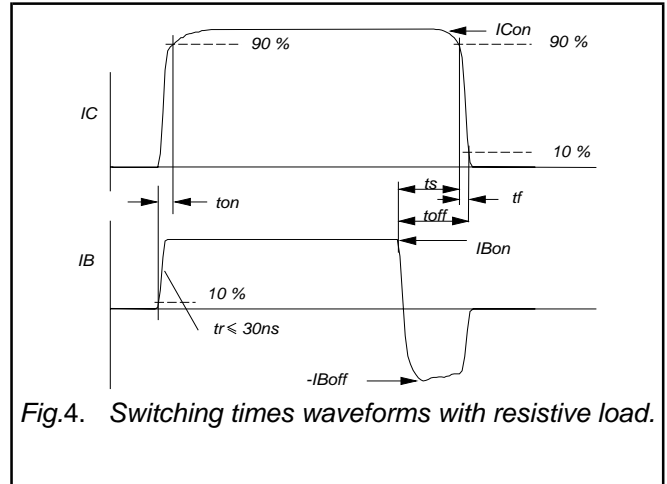 ICon
90 %
90 %
IC
10 %
ts
ton
tf
toff
IB
IBon
10 %
tr ≤ 30ns
-IBoff
Fig.4. Switching times waveforms with resistive load.